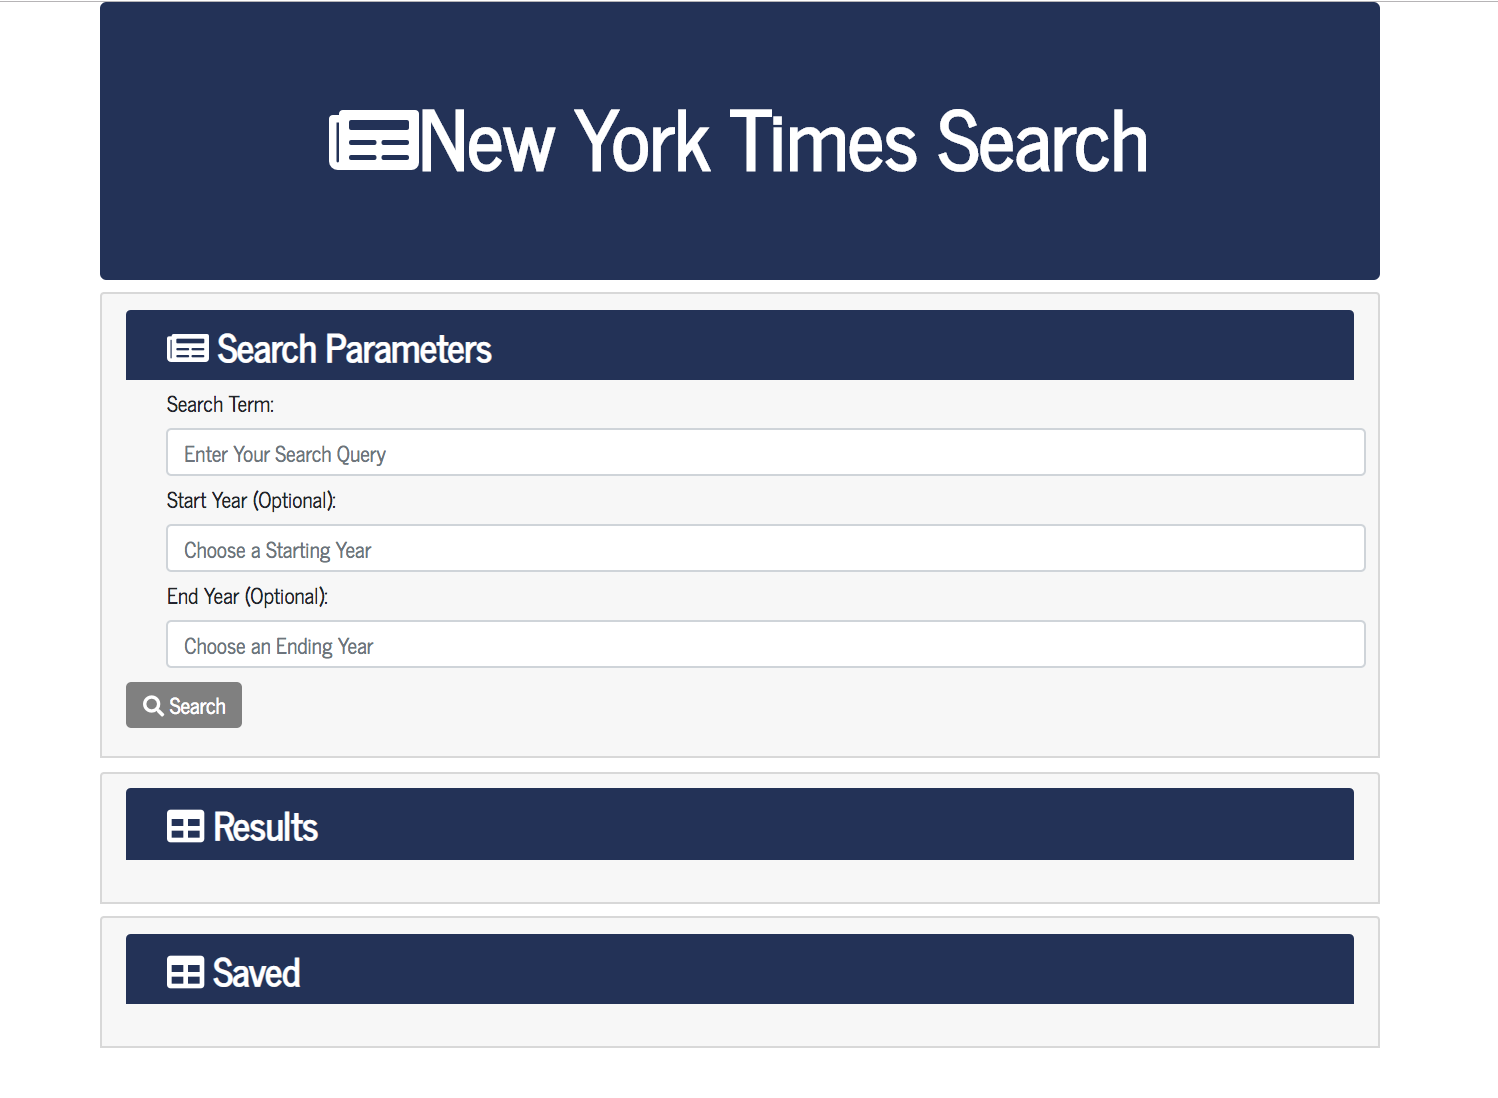 New York Times Search
Search Parameters
Search Term:
Enter Your Search Query
Start Year (Optional):
Choose a Starting Year
End Year (Optional):
Choose an Ending Year
Search
Results
Saved